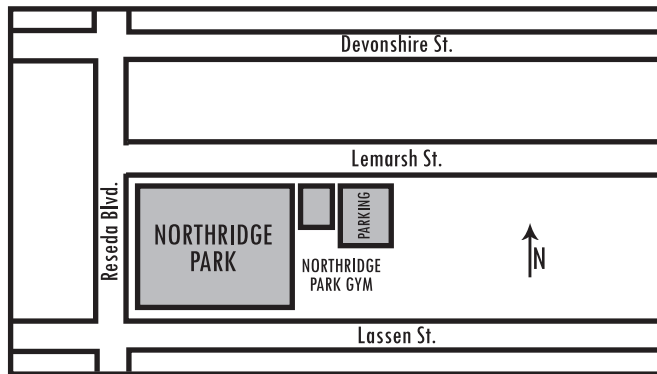 Devonshire St.
Lemarsh St.
Reseda Blvd.
NORTHRIDGE
PARK
PARKING
NORTHRIDGE
PARK GYM
N
Lassen St.